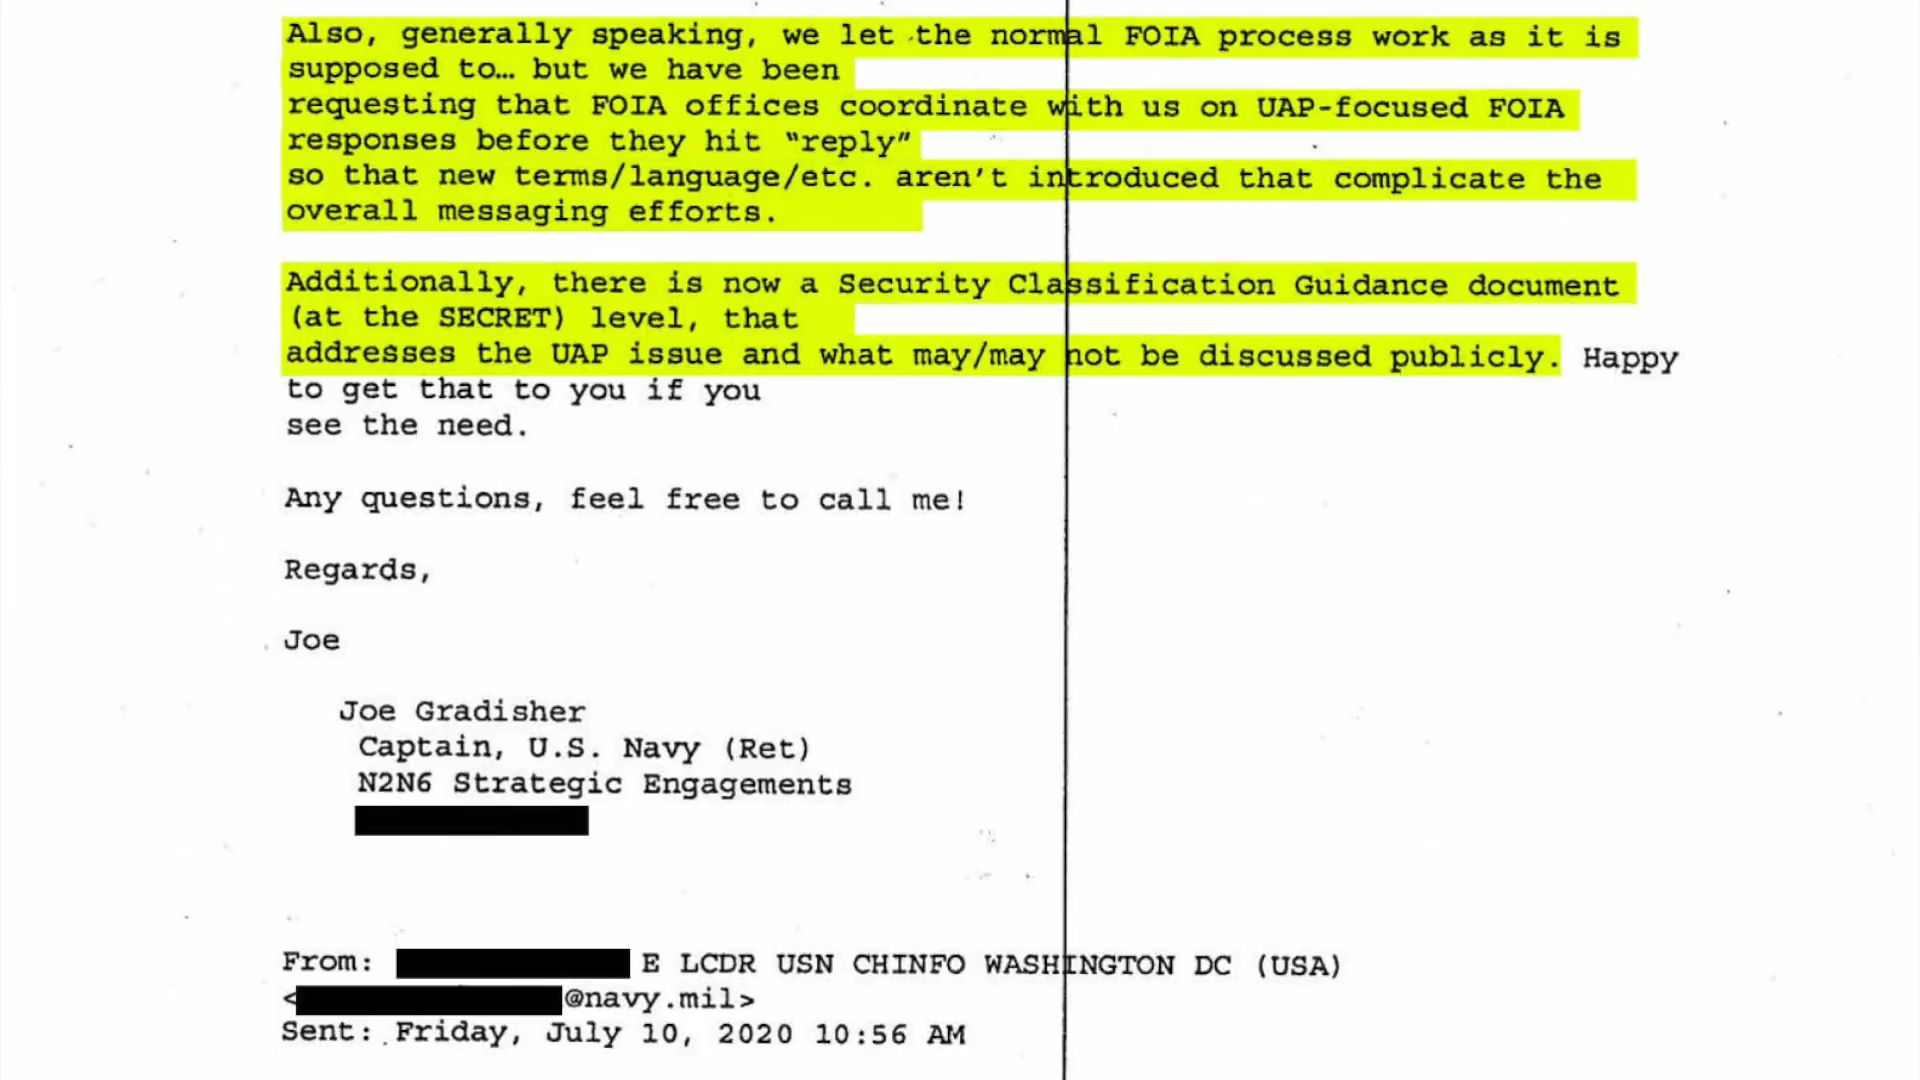 Also, generally speaking, we let the normal FOIA process work as it is
supposed to… but we have been
requesting that FOIA offices coordinate with us on UAP-focused FOIA
responses before they hit “reply”
so that new terms/language/etc. aren’t introduced that complicate the
overall messaging efforts.
Additionally, there is now a Security Classification Guidance document
(at the SECRET) level, that
addresses the UAP issue and what may/may not be discussed publicly. Happy
to get that to you if you
see the need.
Any questions, feel free to call me!
Regards,
Joe
Joe Gradisher
Captain, U.S. Navy (Ret)
N2N6 Strategic Engagements
From: E LCDR USN CHINFO WASHINGTON DC (USA)
<@navy.mil>
Sent: Friday, July 10, 2020 10:56 AM